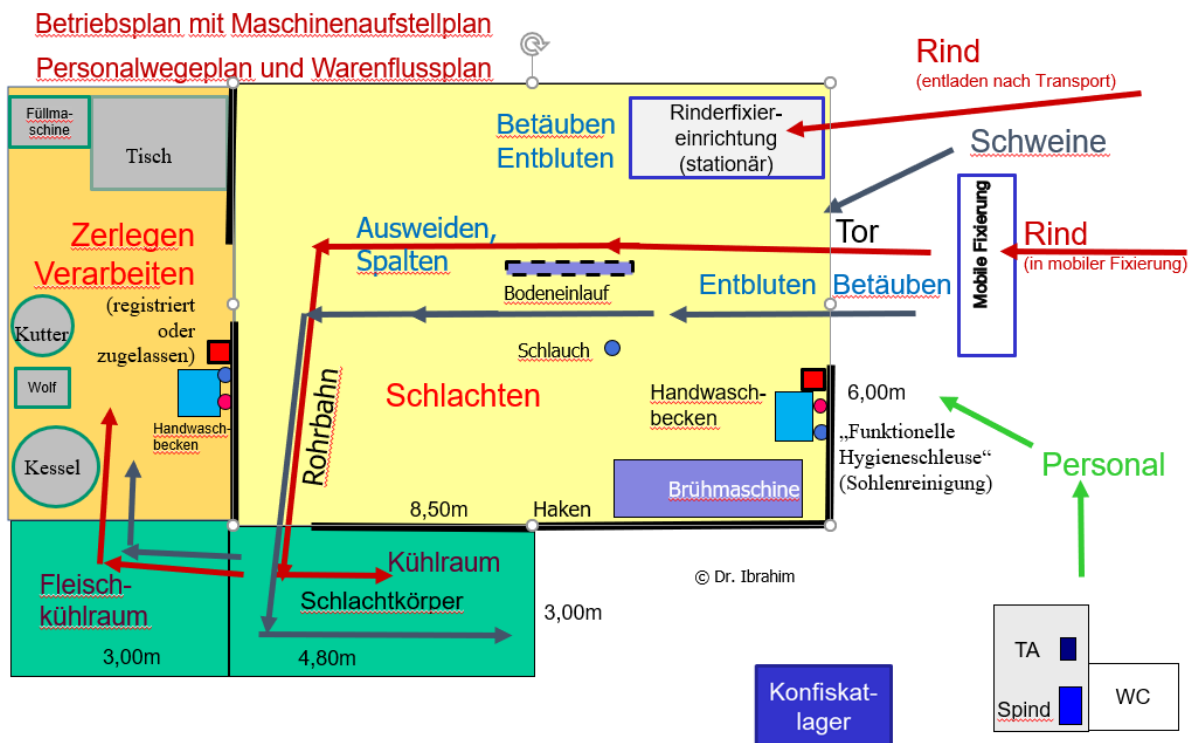 Betriebsplan mit Maschinenaufstellplan
Personalwegeplan und Warenflussplan
Rind
(entladen nach Transport)
Füllma-
schine
Tisch
Betäuben
Entbluten
Rinderfixier-
einrichtung
(stationär)
Schweine
Zerlegen
Verarbeiten
(registriert
oder
zugelassen)
Ausweiden,
Spalten
Tor
Mobile Fixierung
Rind
(in mobiler Fixierung)
Bodeneinlauf
Entbluten
Betäuben
Kutter
Schlauch
Wolf
Handwasch-
becken
Rohrbahn
Schlachten
Handwasch-
becken
6,00m
„Funktionelle
Hygieneschleuse“
(Sohlenreinigung)
Personal
Kessel
Brühmaschine
8,50m
Haken
Fleisch-
kühlraum
Kühlraum
Schlachtkörper
© Dr. Ibrahim
3,00m
3,00m
4,80m
Konfiskat-
lager
TA
Spind
WC